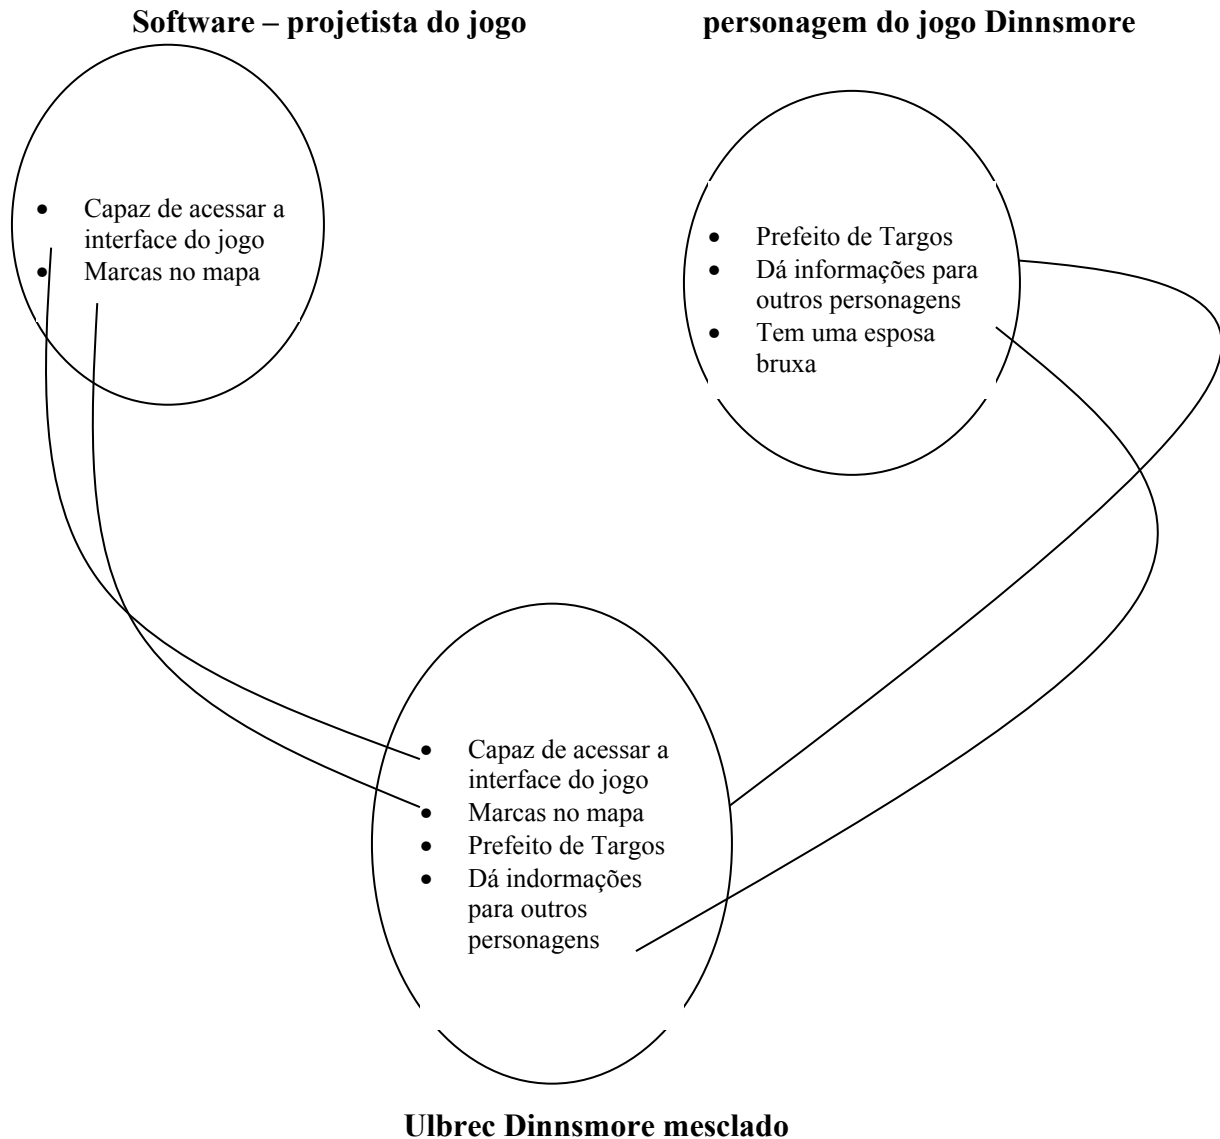 Software – projetista do jogo
personagem do jogo Dinnsmore
• Capaz de acessar a
interface do jogo
• Marcas no mapa
• Prefeito de Targos
• Dá informações para
outros personagens
• Tem uma esposa
bruxa
• Capaz de acessar a
interface do jogo
• Marcas no mapa
• Prefeito de Targos
• Dá indormações
para outros
personagens
Ulbrec Dinnsmore mesclado